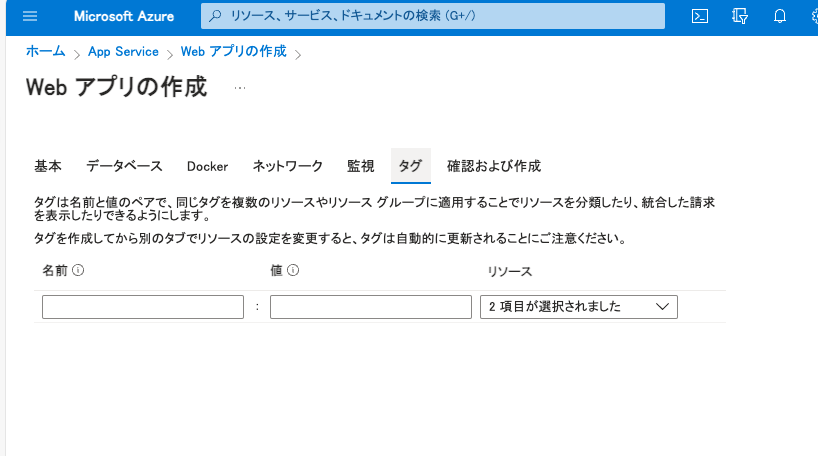 Microsoft Azure
リソース、サービス、ドキュメントの検索 (G+/)
ホーム > App Service > Web アプリの作成 >
Web アプリの作成 ...
基本 データベース Docker ネットワーク 監視 タグ 確認および作成
タグは名前と値のペアで、同じタグを複数のリソースやリソース グループに適用することでリソースを分類したり、統合した請求
を表示したりできるようにします。
タグを作成してから別のタブでリソースの設定を変更すると、タグは自動的に更新されることにご注意ください。
名前 値 リソース
: 2 項目が選択されました